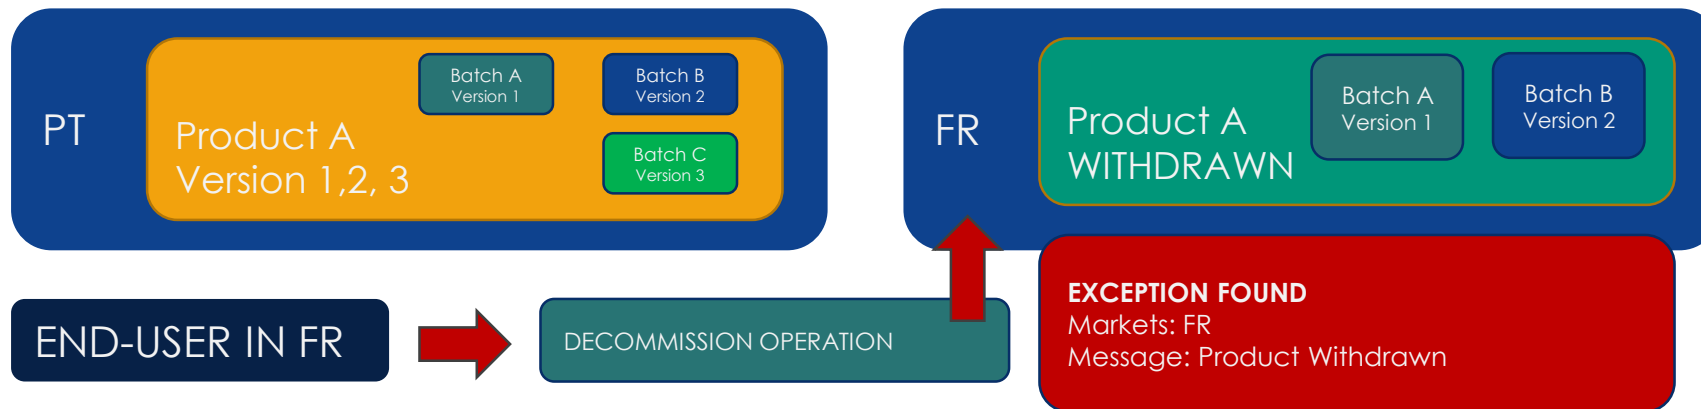 PT
Product A
Version 1,2, 3
Batch A
Version 1
Batch B
Version 2
Batch C
Version 3
FR
Product A
WITHDRAWN
Batch A
Version 1
Batch B
Version 2
END-USER IN FR
DECOMMISSION OPERATION
EXCEPTION FOUND
Markets: FR
Message: Product Withdrawn